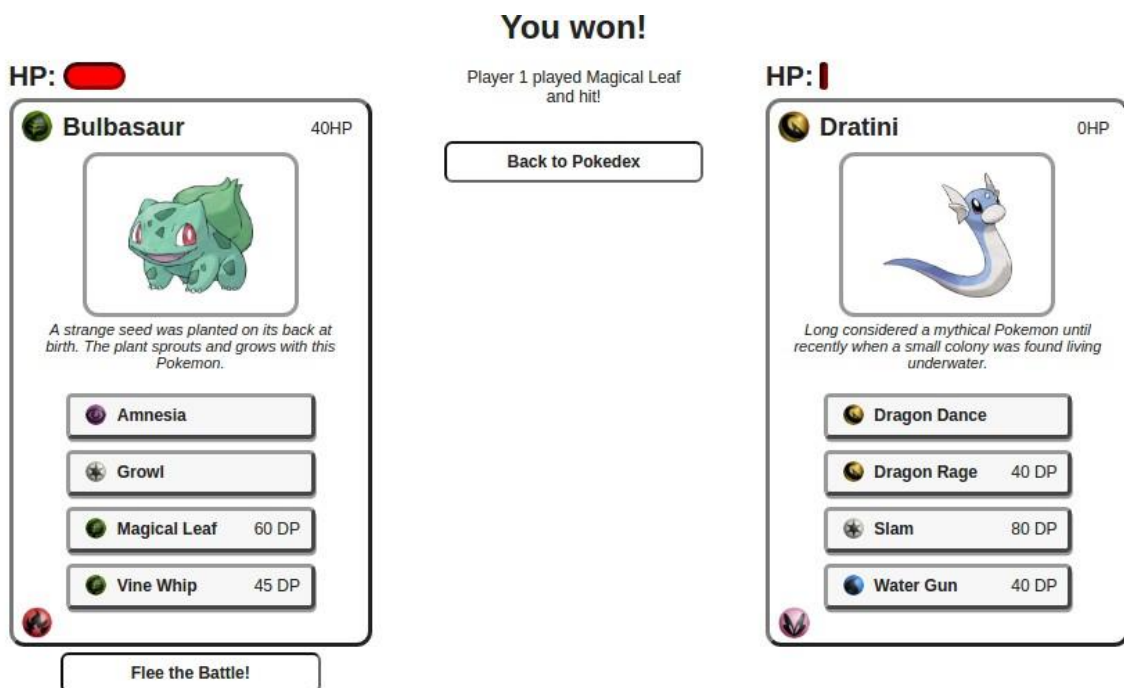 You won!
HP:
Player 1 played Magical Leaf
and hit!
HP:
Bulbasaur 40HP
Back to Pokedex
Dratini 0HP
A strange seed was planted on its back at
birth. The plant sprouts and grows with this
Pokemon.
Amnesia
Growl
Magical Leaf 60 DP
Vine Whip 45 DP
Flee the Battle!
Long considered a mythical Pokemon until
recently when a small colony was found living
underwater.
Dragon Dance
Dragon Rage 40 DP
Slam 80 DP
Water Gun 40 DP